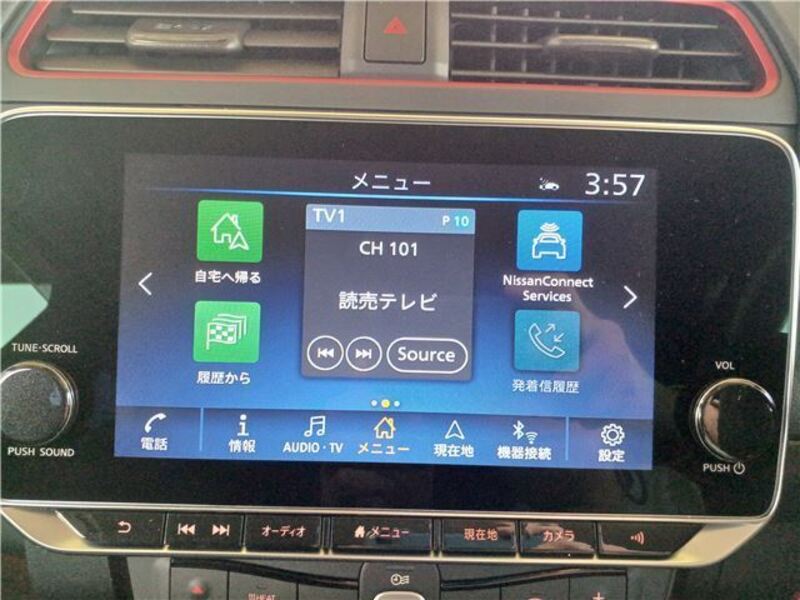 メニュー
3:57
TV1
P 10
CH 101
読売テレビ
Source
自宅へ帰る
履歴から
NissanConnect
Services
発着信履歴
電話
情報
AUDIO・TV
メニュー
現在地
機器接続
設定
TUNE・SCROLL
PUSH SOUND
VOL
PUSH
オーディオ
メニュー
現在地
カメラ
HEAT